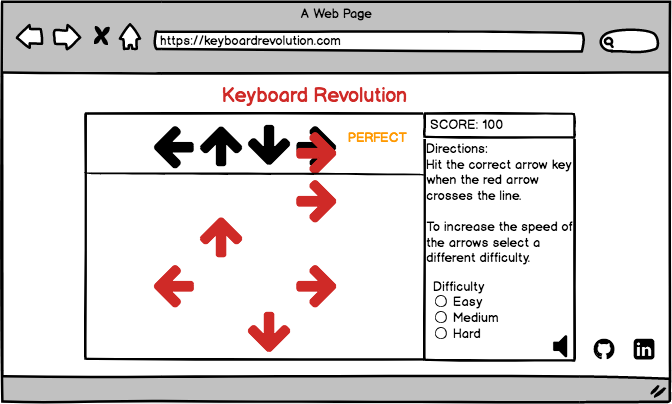 A Web Page
https://keyboardrevolution.com
Keyboard Revolution
PERFECT
SCORE: 100
Directions:
Hit the correct arrow key
when the red arrow
crosses the line.
To increase the speed of
the arrows select a
different difficulty.
Difficulty
Easy
Medium
Hard
in